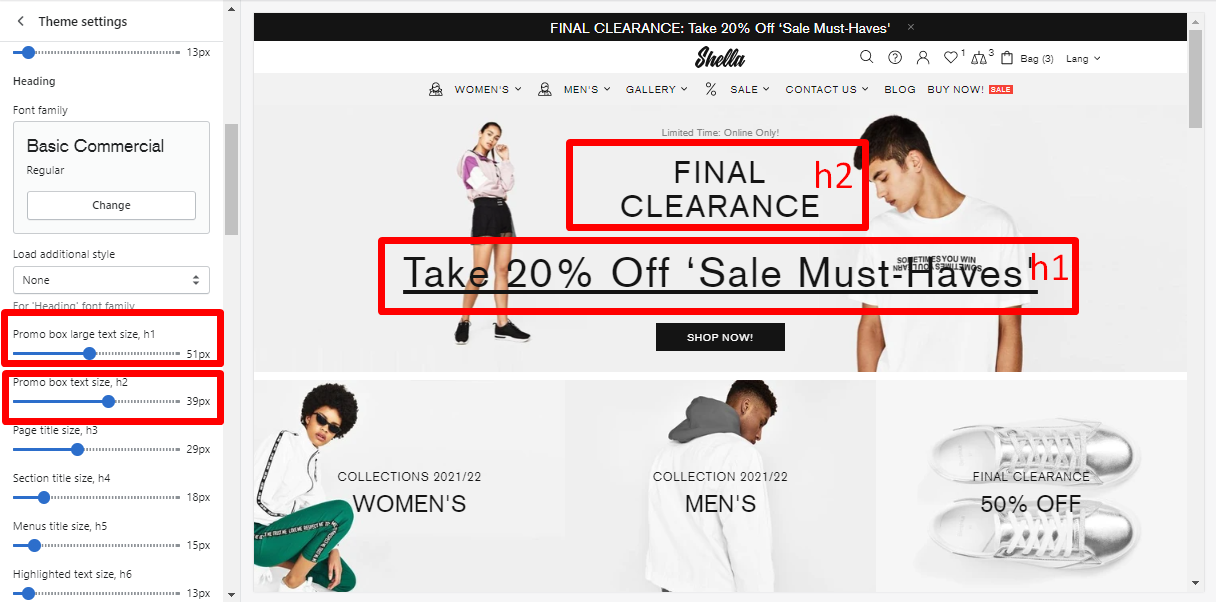 Theme settings
13px
Heading
Font family
Basic Commercial
Regular
Change
Load additional style
None
For 'Heading' font family
Promo box large text size, h1
51px
Promo box text size, h2
39px
Page title size, h3
29px
Section title size, h4
18px
Menus title size, h5
15px
Highlighted text size, h6
13px
FINAL CLEARANCE: Take 20% Off ‘Sale Must-Haves'
Shella
1 3 Bag (3) Lang
WOMEN'S MEN'S GALLERY % SALE CONTACT US BLOG BUY NOW! SALE
Limited Time: Online Only!
FINAL
CLEARANCE
h2
Take 20% Off ‘Sale Must-Haves'
h1
SOMETIMES YOU WIN
SOMETIMES YOU LEARN
SHOP NOW!
COLLECTIONS 2021/22
WOMEN'S
COLLECTION 2021/22
MEN'S
FINAL CLEARANCE
50% OFF